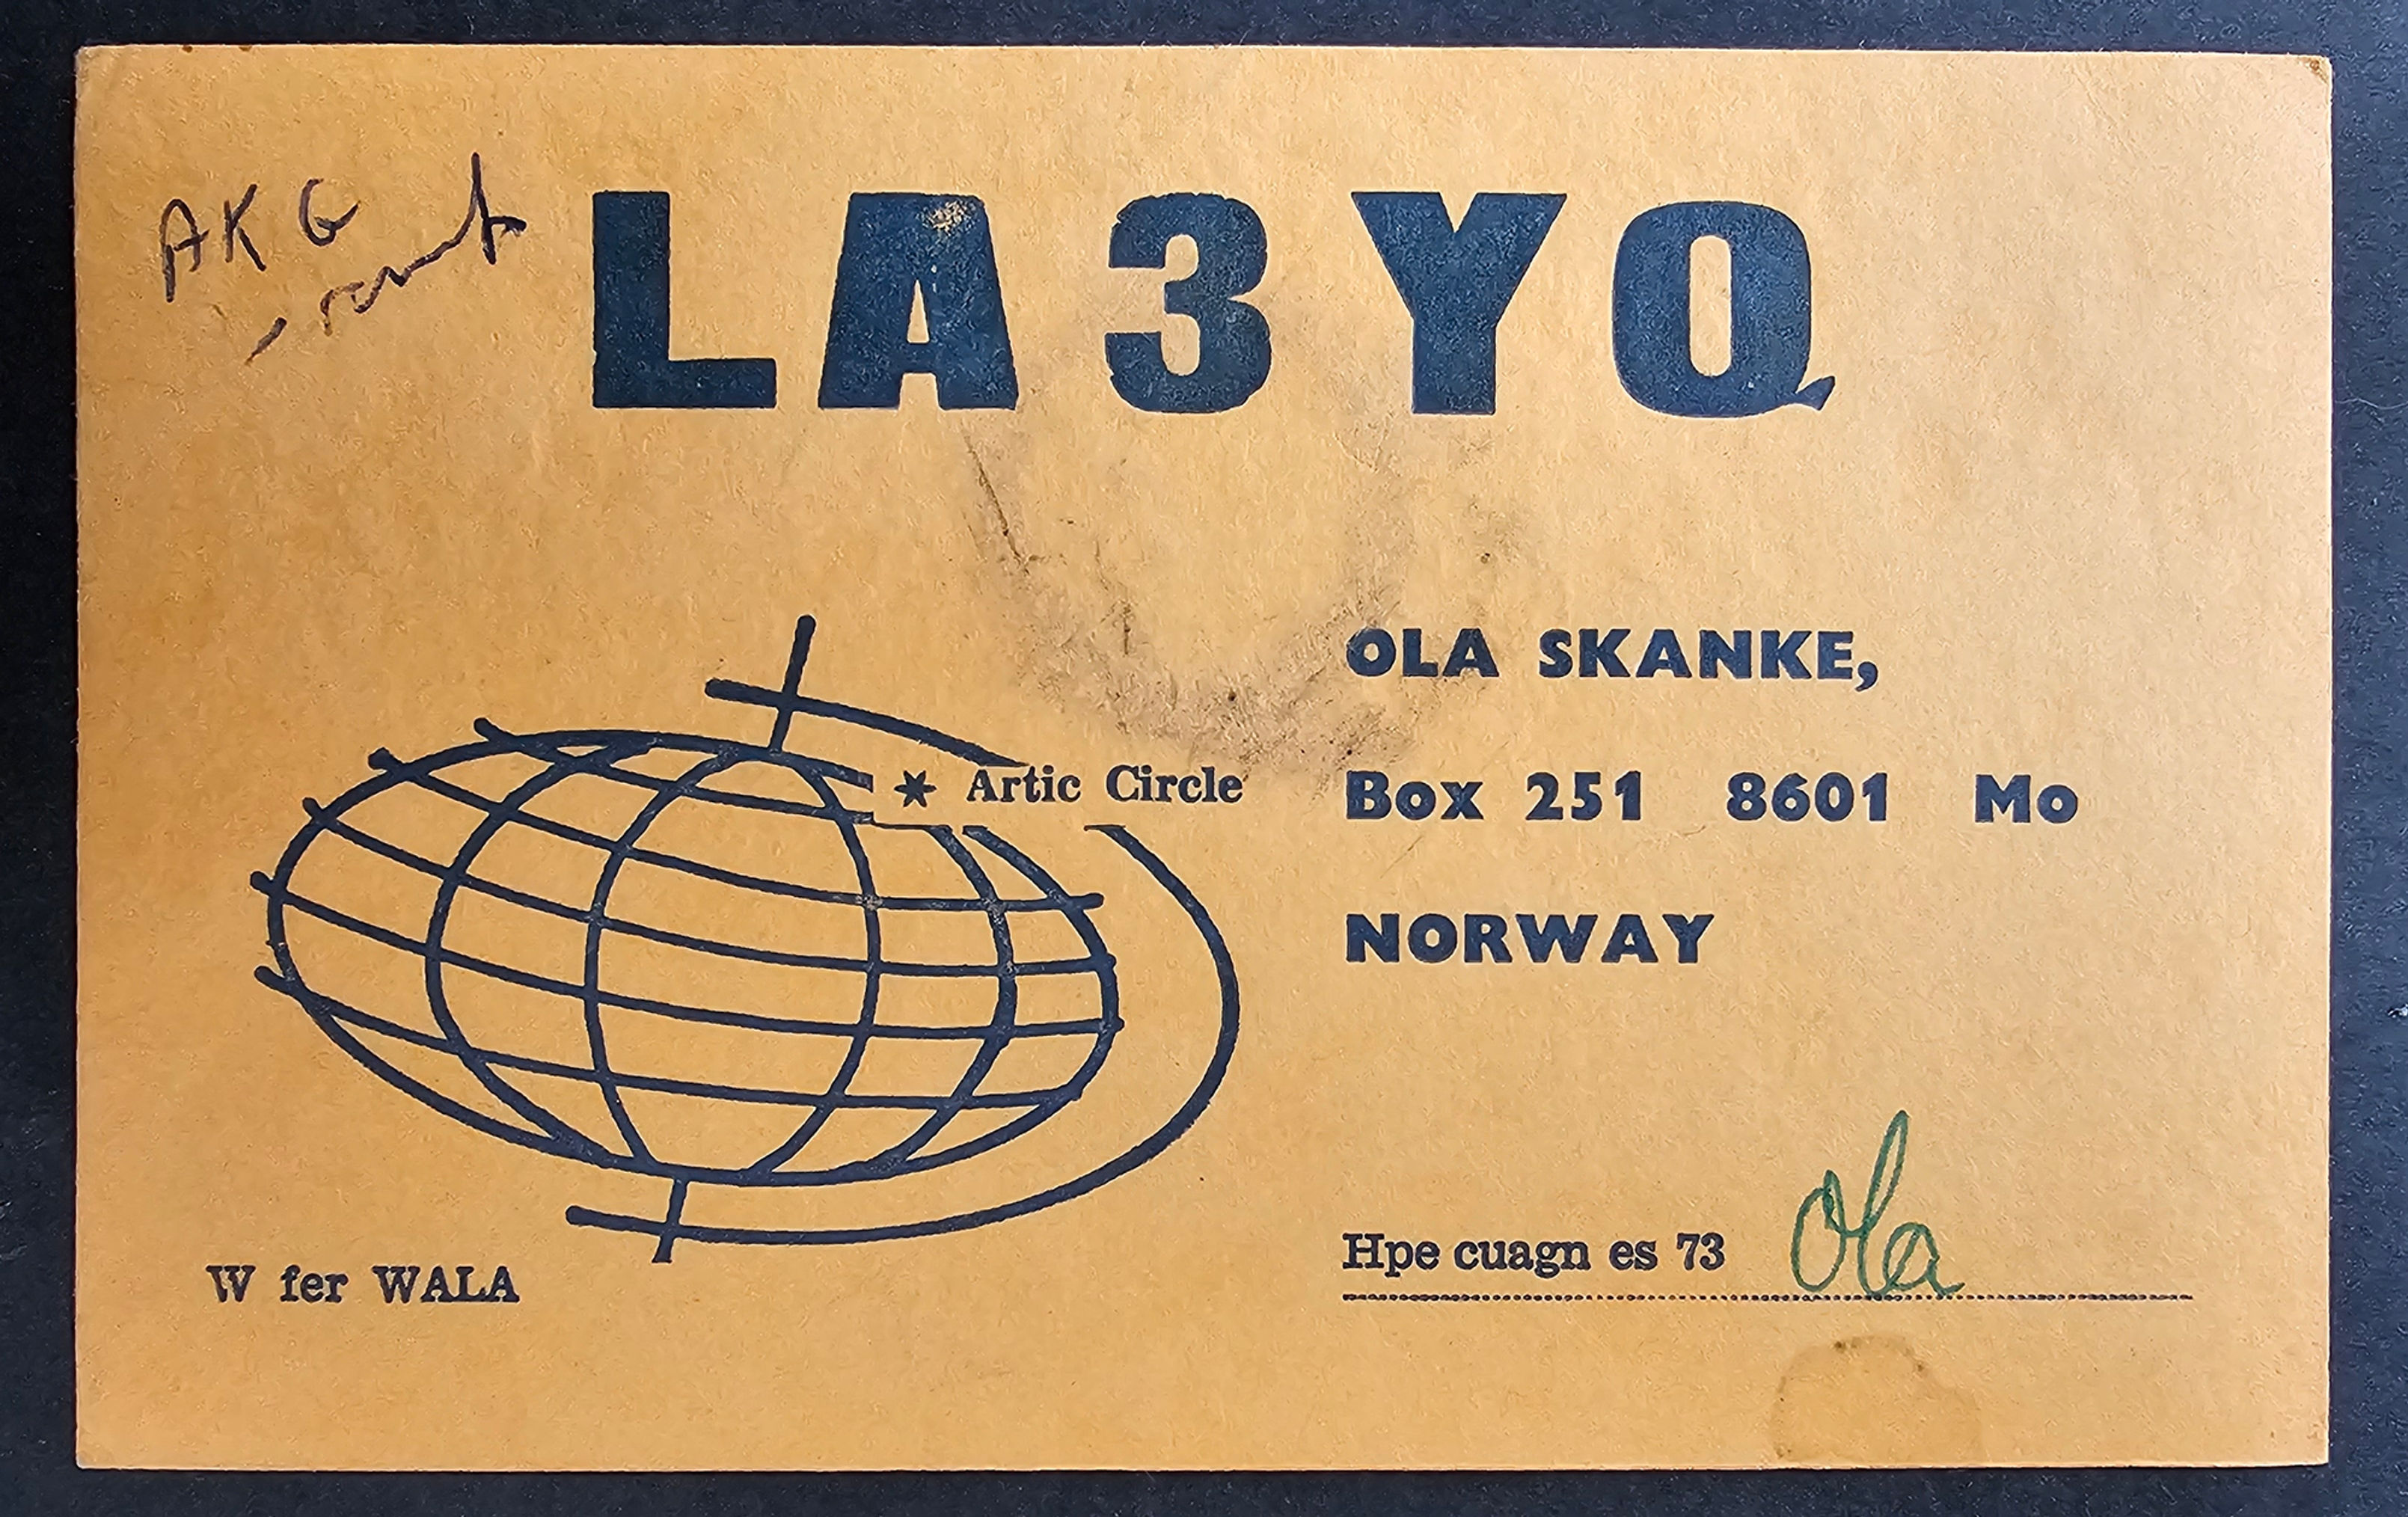 AKG
LA3YQ
OLA SKANKE,
* Artic Circle
Box 251 8601 Mo
NORWAY
Hpe cuagn es 73 Ola
W fer WALA